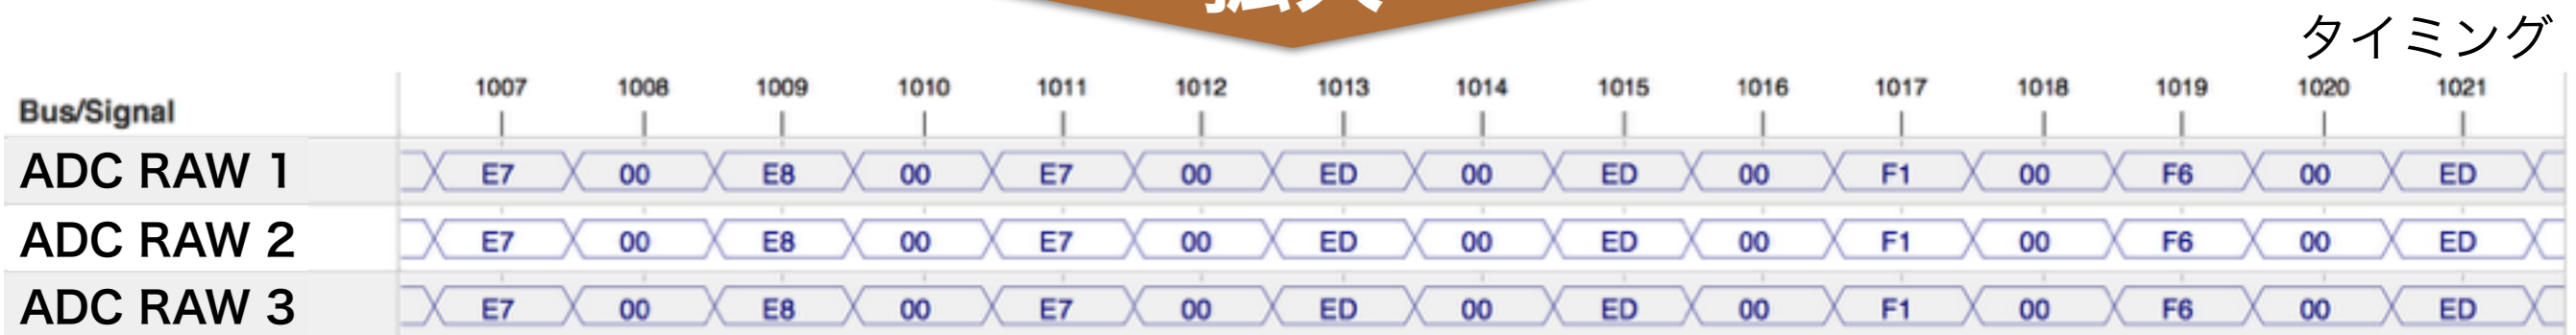 拡大
タイミング
1007 1008 1009 1010 1011 1012 1013 1014 1015 1016 1017 1018 1019 1020 1021
Bus/Signal
ADC RAW 1 E7 00 E8 00 E7 00 ED 00 ED 00 F1 00 F6 00 ED
ADC RAW 2 E7 00 E8 00 E7 00 ED 00 ED 00 F1 00 F6 00 ED
ADC RAW 3 E7 00 E8 00 E7 00 ED 00 ED 00 F1 00 F6 00 ED